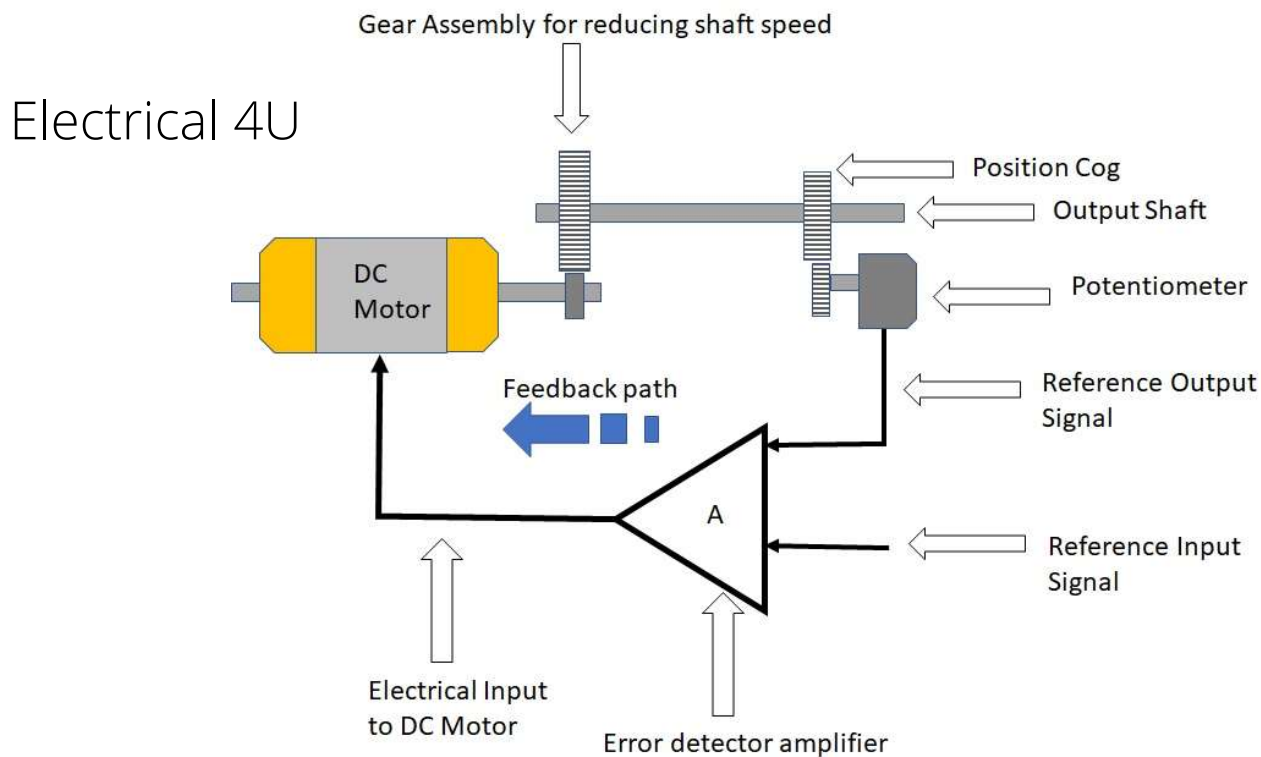 Gear Assembly for reducing shaft speed
Electrical 4U
Position Cog
Output Shaft
DC
Motor
Potentiometer
Feedback path
Reference Output
Signal
A
Reference Input
Signal
Electrical Input
to DC Motor
Error detector amplifier